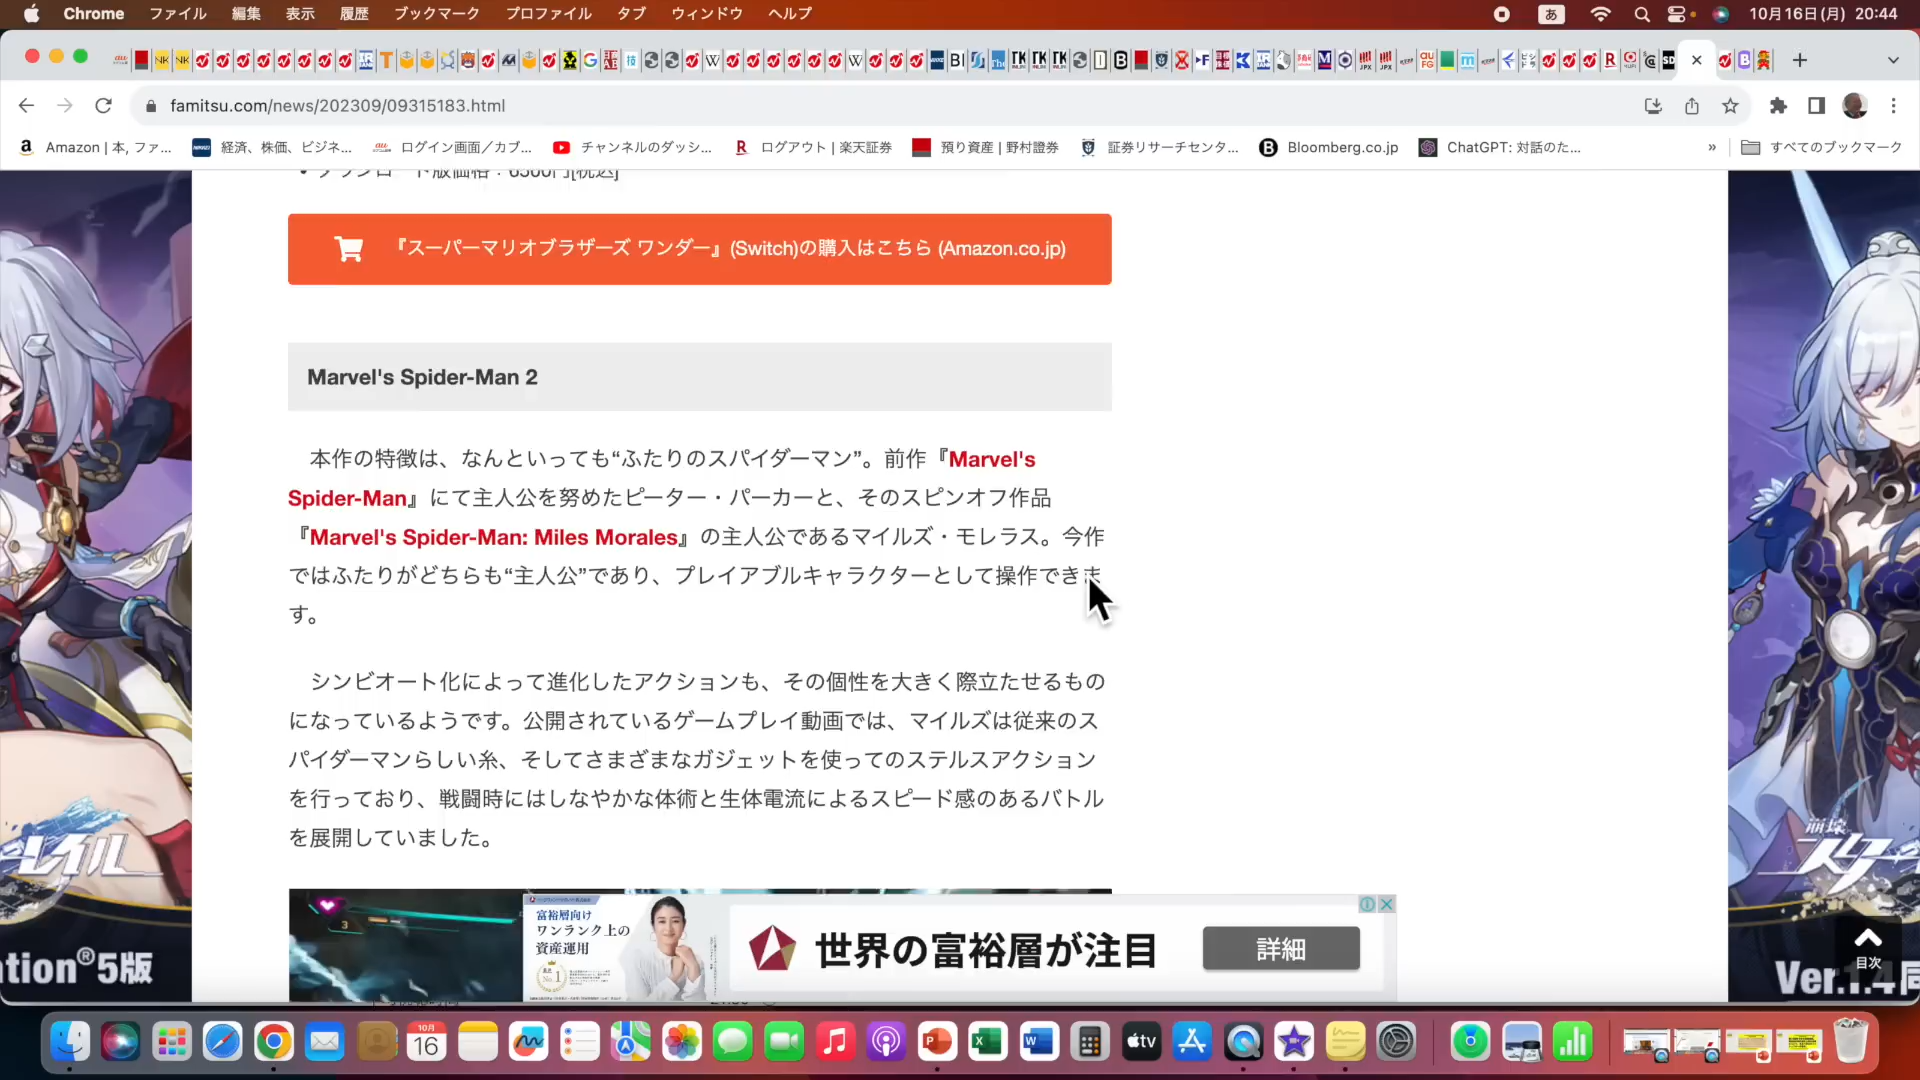 Chrome ファイル 編集 表示 履歴 ブックマーク プロファイル タブ ウィンドウ ヘルプ あ 10月16日(月) 20:44
famitsu.com/news/202309/09315183.html
Amazon | 本, ファ... 経済、株価、ビジネ... ログイン画面／カブ... チャンネルのダッシ... ログアウト | 楽天証券 預り資産 | 野村證券 証券リサーチセンタ... Bloomberg.co.jp ChatGPT: 対話のた... » すべてのブックマーク
『スーパーマリオブラザーズ ワンダー』(Switch)の購入はこちら (Amazon.co.jp)
Marvel's Spider-Man 2
本作の特徴は、なんといっても“ふたりのスパイダーマン”。前作『Marvel's
Spider-Man』にて主人公を努めたピーター・パーカーと、そのスピンオフ作品
『Marvel's Spider-Man: Miles Morales』の主人公であるマイルズ・モレラス。今作
ではふたりがどちらも“主人公”であり、プレイアブルキャラクターとして操作できま
す。
シンビオート化によって進化したアクションも、その個性を大きく際立たせるもの
になっているようです。公開されているゲームプレイ動画では、マイルズは従来のス
パイダーマンらしい糸、そしてさまざまなガジェットを使ってのステルスアクション
を行っており、戦闘時にはしなやかな体術と生体電流によるスピード感のあるバトル
を展開していました。
3
富裕層向け
ワンランク上の
資産運用
No.1
世界の富裕層が注目
詳細
目次
レイル
tion®5版
崩壊
スタ
Ver.1.4同
10月
16
tv